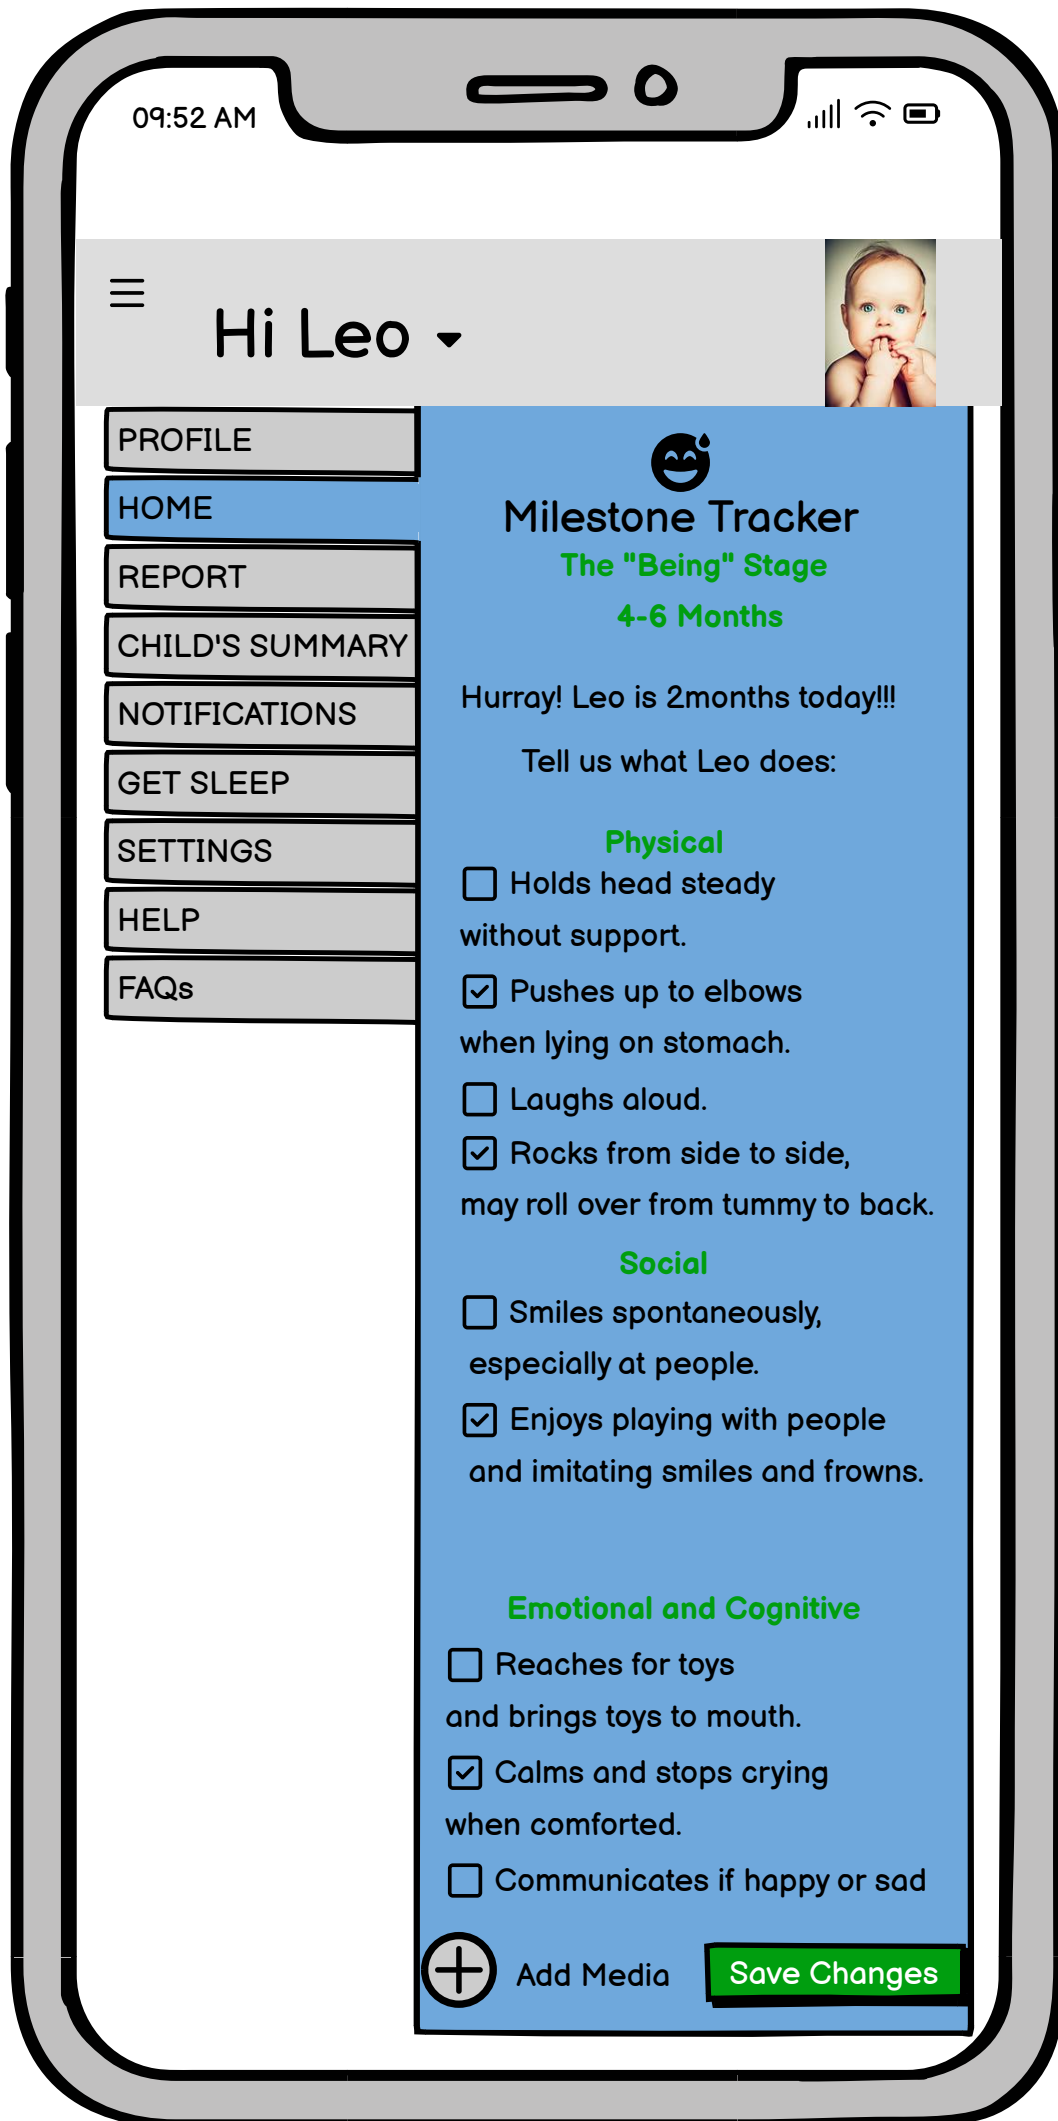 09:52 AM
Hi Leo
PROFILE
HOME
REPORT
CHILD'S SUMMARY
NOTIFICATIONS
GET SLEEP
SETTINGS
HELP
FAQs
Milestone Tracker
The "Being" Stage
4-6 Months
Hurray! Leo is 2months today!!!
Tell us what Leo does:
Physical
Holds head steady
without support.
Pushes up to elbows
when lying on stomach.
Laughs aloud.
Rocks from side to side,
may roll over from tummy to back.
Social
Smiles spontaneously,
especially at people.
Enjoys playing with people
and imitating smiles and frowns.
Emotional and Cognitive
Reaches for toys
and brings toys to mouth.
Calms and stops crying
when comforted.
Communicates if happy or sad
Add Media
Save Changes